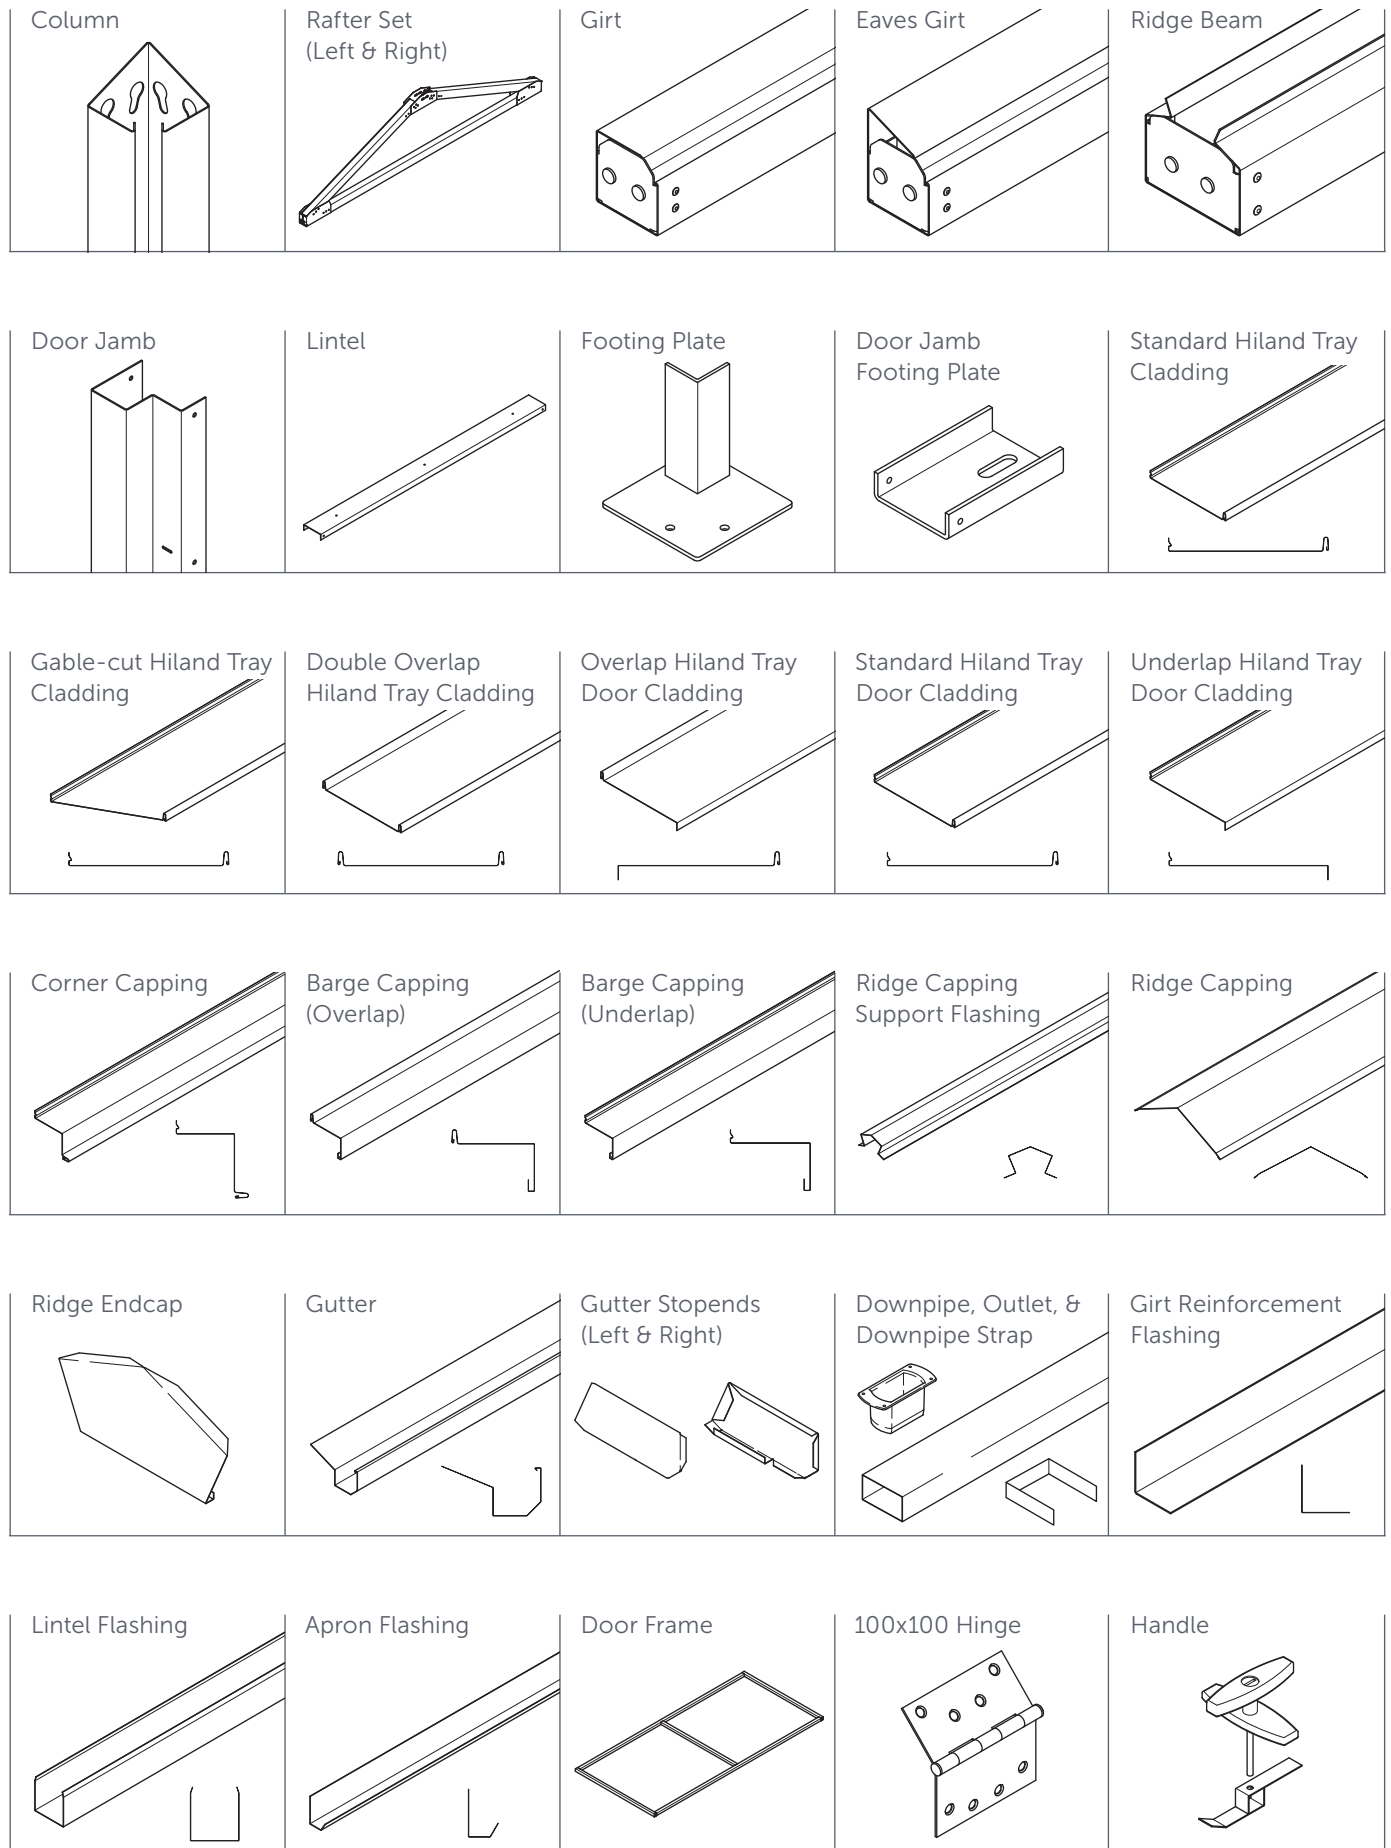 Column
Rafter Set
(Left & Right)
Girt
Eaves Girt
Ridge Beam
Door Jamb
Lintel
Footing Plate
Door Jamb
Footing Plate
Standard Hiland Tray
Cladding
Gable-cut Hiland Tray
Cladding
Double Overlap
Hiland Tray Cladding
Overlap Hiland Tray
Door Cladding
Standard Hiland Tray
Door Cladding
Underlap Hiland Tray
Door Cladding
Corner Capping
Barge Capping
(Overlap)
Barge Capping
(Underlap)
Ridge Capping
Support Flashing
Ridge Capping
Ridge Endcap
Gutter
Gutter Stopends
(Left & Right)
Downpipe, Outlet, &
Downpipe Strap
Girt Reinforcement
Flashing
Lintel Flashing
Apron Flashing
Door Frame
100x100 Hinge
Handle